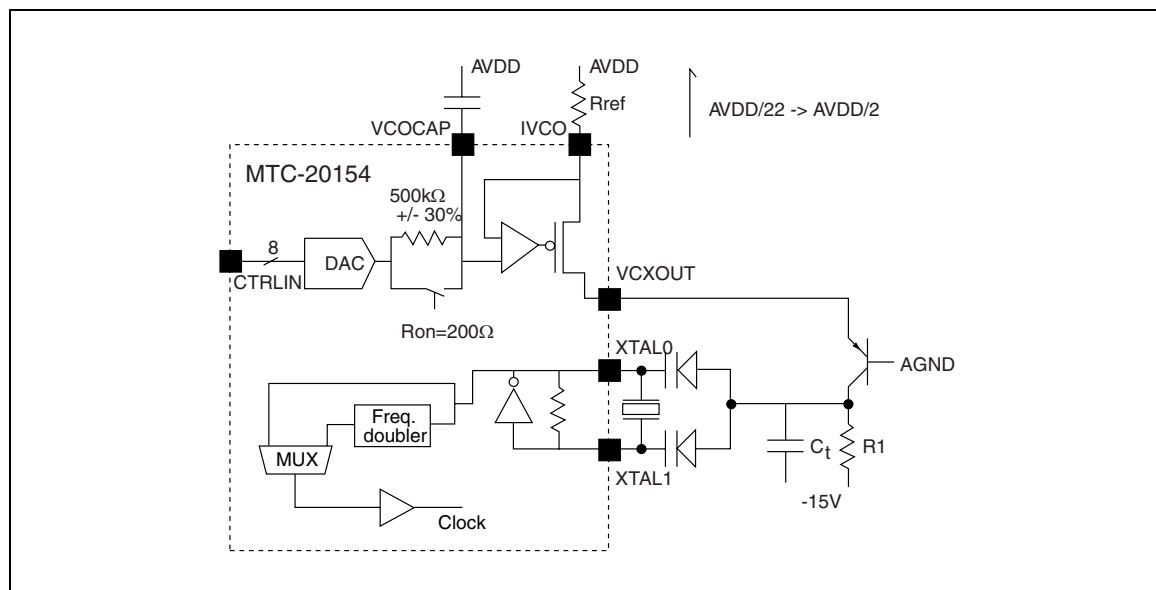 AVDD
AVDD
Rref
AVDD/22 -> AVDD/2
VCOCAP
IVCO
MTC-20154
500kΩ
+/- 30%
8
DAC
CTRLIN
VCXOUT
Ron=200Ω
XTAL0
AGND
Freq.
doubler
MUX
Ct
R1
XTAL1
-15V
Clock